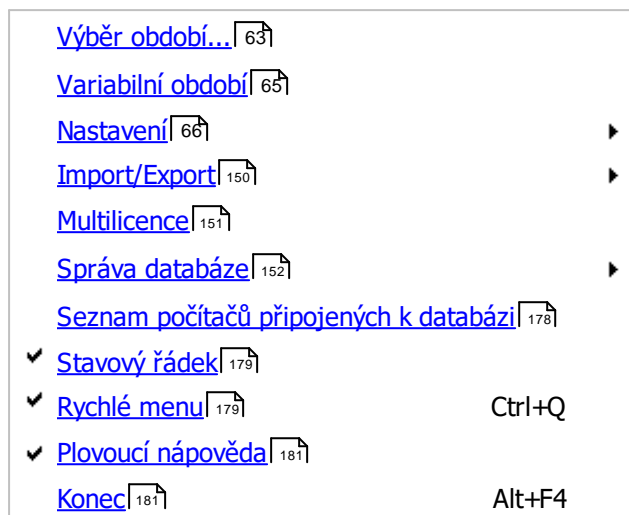 Výběr období... 63
Variabilní období 65
Nastavení 66
Import/Export 150
Multilicence 151
Správa databáze 152
Seznam počítačů připojených k databázi 178
Stavový řádek 179
Rychlé menu 179 Ctrl+Q
Plovoucí nápověda 181
Konec 181 Alt+F4